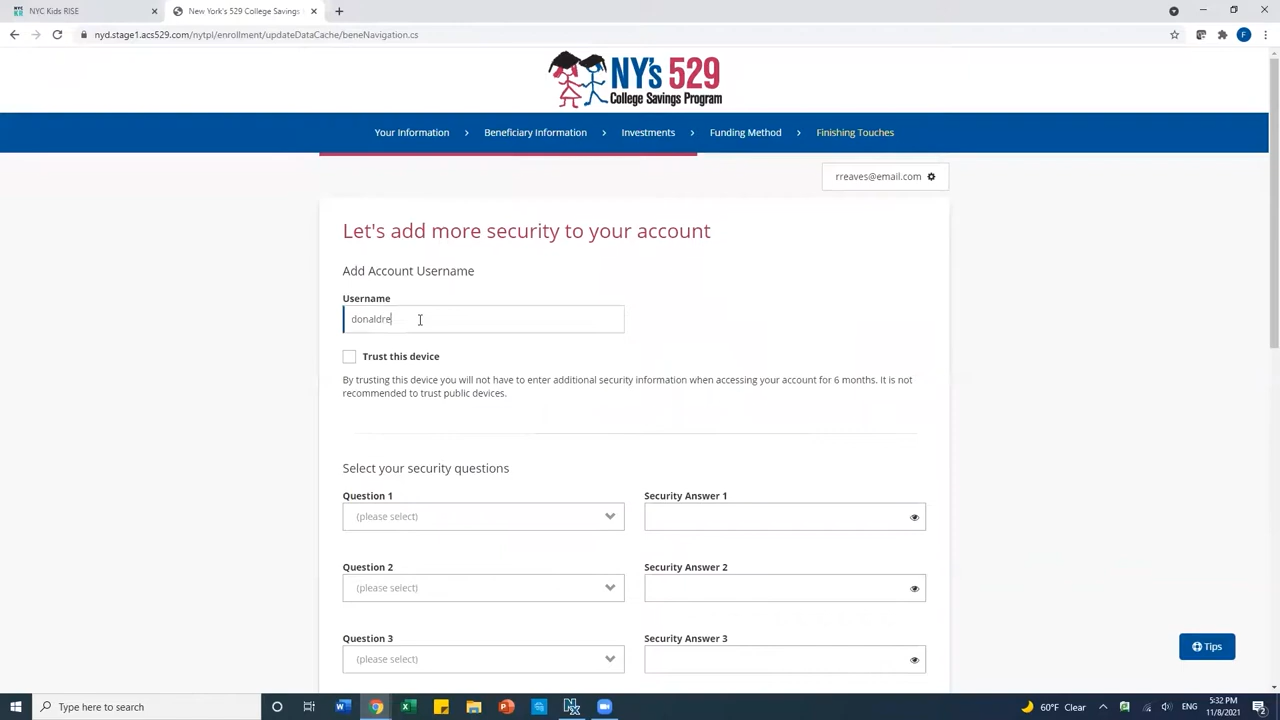 NYC Kids RISE
New York's 529 College Savings
nyd.stage1.acs529.com/nytpl/enrollment/updateDataCache/beneNavigation.cs
F
NY's 529
College Savings Program
Your Information
Beneficiary Information
Investments
Funding Method
Finishing Touches
rreaves@email.com
Let's add more security to your account
Add Account Username
Username
donaldre
Trust this device
By trusting this device you will not have to enter additional security information when accessing your account for 6 months. It is not
recommended to trust public devices.
Select your security questions
Question 1
Security Answer 1
(please select)
Question 2
Security Answer 2
(please select)
Question 3
Security Answer 3
(please select)
Tips
Type here to search
60°F Clear
ENG
5:32 PM
11/8/2021